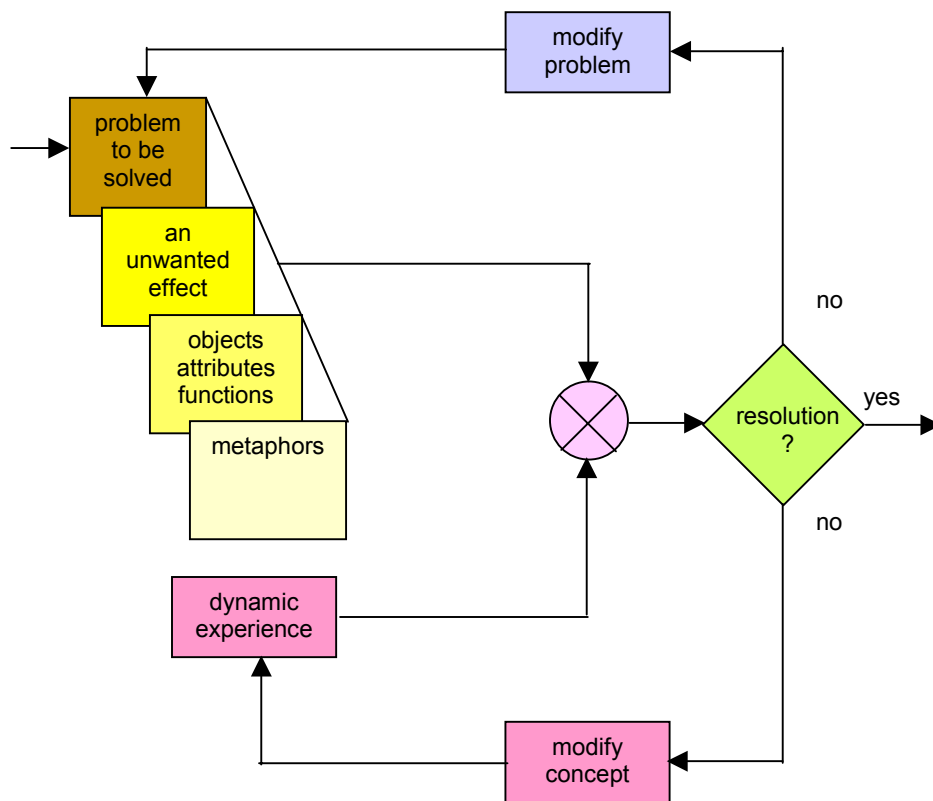 modify
problem
problem
to be
solved
an
unwanted
effect
no
objects
attributes
functions
yes
resolution
?
metaphors
no
dynamic
experience
modify
concept